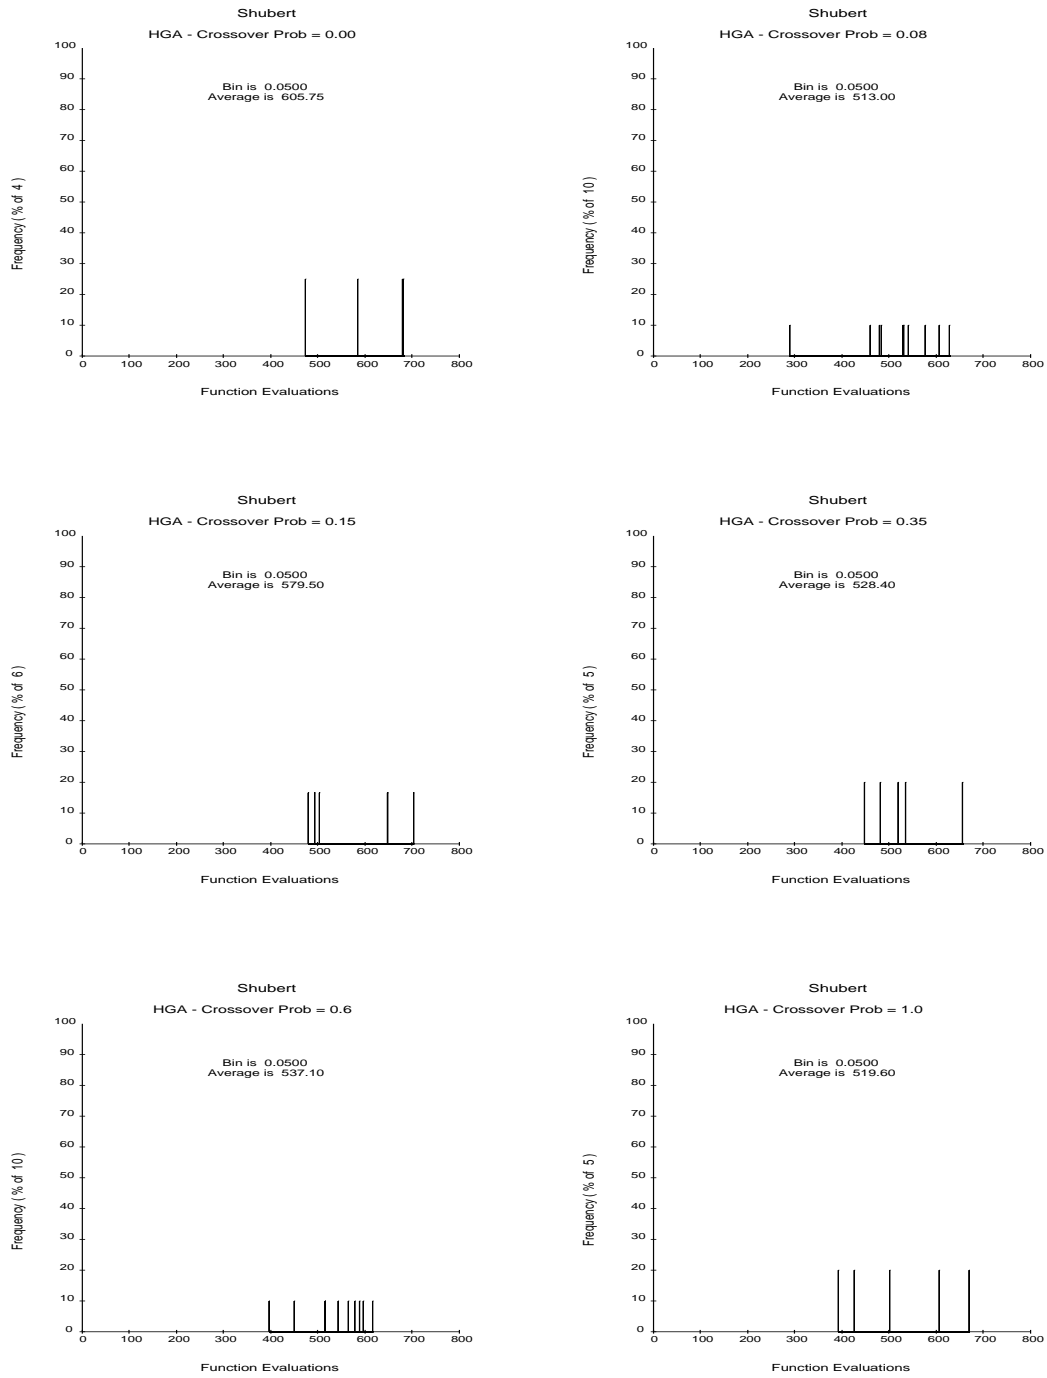 Shubert
HGA - Crossover Prob = 0.00
Bin is 0.0500
Average is 605.75
Frequency ( % of 4 )
100
90
80
70
60
50
40
30
20
10
0
0 100 200 300 400 500 600 700 800
Function Evaluations
Shubert
HGA - Crossover Prob = 0.08
Bin is 0.0500
Average is 513.00
Frequency ( % of 10 )
100
90
80
70
60
50
40
30
20
10
0
0 100 200 300 400 500 600 700 800
Function Evaluations
Shubert
HGA - Crossover Prob = 0.15
Bin is 0.0500
Average is 579.50
Frequency ( % of 6 )
100
90
80
70
60
50
40
30
20
10
0
0 100 200 300 400 500 600 700 800
Function Evaluations
Shubert
HGA - Crossover Prob = 0.35
Bin is 0.0500
Average is 528.40
Frequency ( % of 5 )
100
90
80
70
60
50
40
30
20
10
0
0 100 200 300 400 500 600 700 800
Function Evaluations
Shubert
HGA - Crossover Prob = 0.6
Bin is 0.0500
Average is 537.10
Frequency ( % of 10 )
100
90
80
70
60
50
40
30
20
10
0
0 100 200 300 400 500 600 700 800
Function Evaluations
Shubert
HGA - Crossover Prob = 1.0
Bin is 0.0500
Average is 519.60
Frequency ( % of 5 )
100
90
80
70
60
50
40
30
20
10
0
0 100 200 300 400 500 600 700 800
Function Evaluations